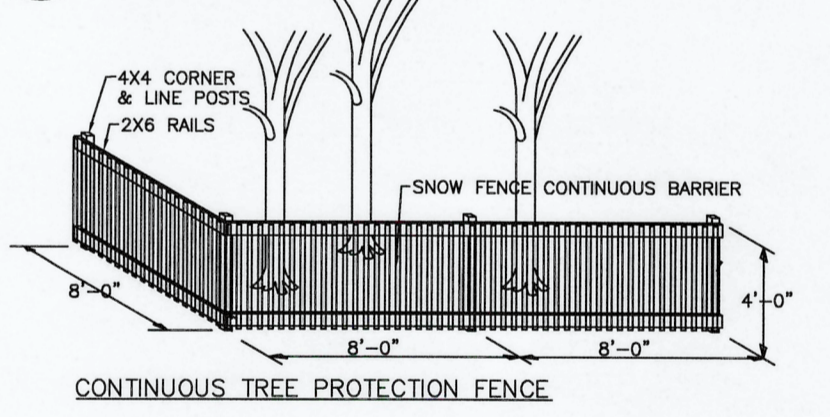 4X4 CORNER
& LINE POSTS
2X6 RAILS
SNOW FENCE CONTINUOUS BARRIER
8'-0"
4'-0"
8'-0"
8'-0"
CONTINUOUS TREE PROTECTION FENCE